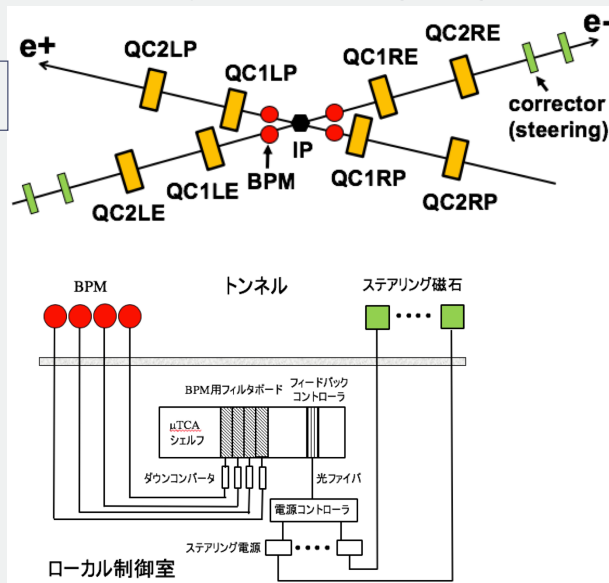 e+
QC2LP
QC1LP
QC1RE
QC2RE
e-
corrector
(steering)
IP
BPM
QC1LE
QC2LE
QC1RP
QC2RP
BPM
トンネル
ステアリング磁石
BPM用フィルタボード
フィードバック
コントローラ
μTCA
シェルフ
ダウンコンバータ
光ファイバ
電源コントローラ
ステアリング電源
ローカル制御室